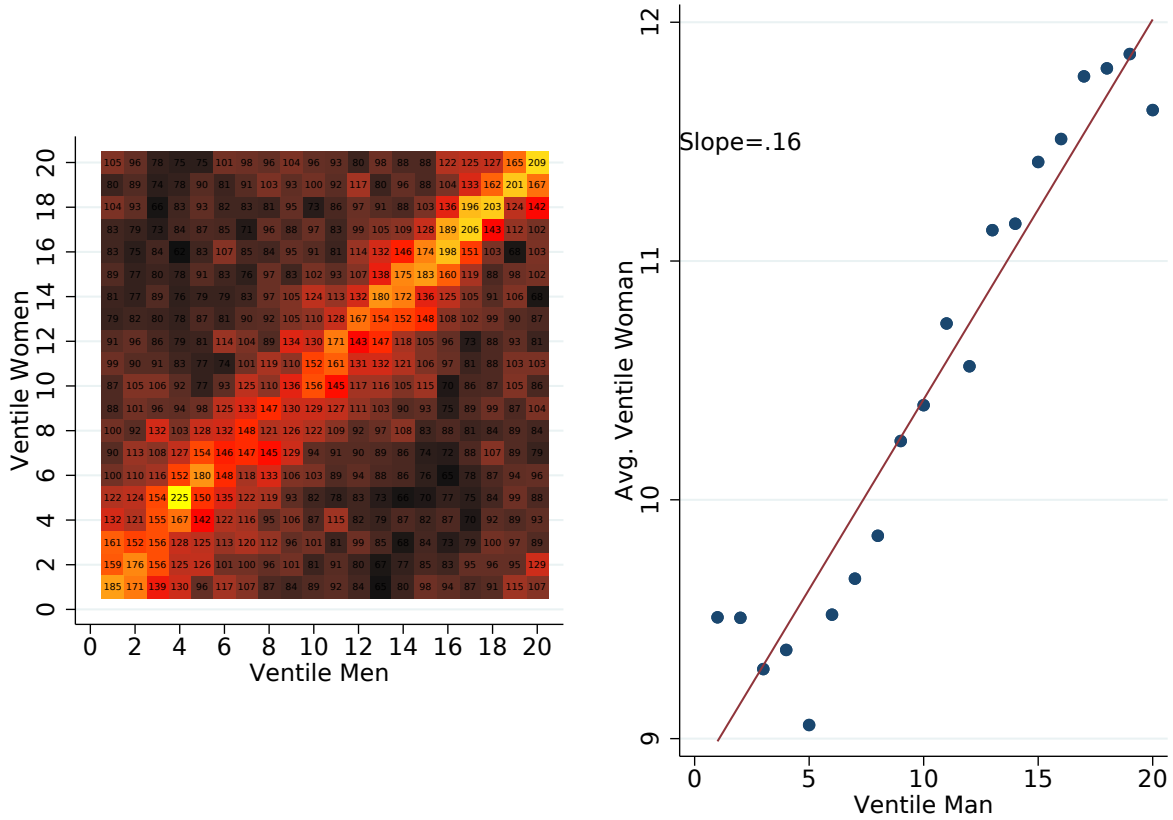 20 105 96 78 75 75 101 98 96 104 96 93 80 98 88 88 122 125 127 165 209
80 89 74 78 90 81 91 103 93 100 92 117 80 96 88 104 133 162 201 167
18 104 93 66 83 93 82 83 81 95 73 86 97 91 88 103 136 196 203 124 142
83 79 73 84 87 85 71 96 88 97 83 89 105 109 128 189 206 143 112 102
16 83 75 84 62 83 107 85 84 95 91 81 114 132 146 174 198 151 103 68 103
89 77 80 78 91 83 76 97 83 102 93 107 138 175 183 160 119 88 98 102
14 81 77 89 76 79 79 83 97 105 124 113 132 180 172 136 125 105 91 106 68
79 82 80 78 87 81 90 92 105 110 128 167 154 152 148 108 102 99 90 87
12 91 96 86 79 81 114 104 89 134 130 171 143 147 118 105 96 73 88 93 81
99 90 91 83 77 74 101 119 110 152 161 131 132 121 106 97 81 88 103 103
10 87 105 106 92 77 93 125 110 136 156 145 117 116 105 115 70 86 87 105 86
88 101 96 94 98 125 133 147 130 129 127 111 103 90 93 75 89 99 87 104
8 90 92 132 103 128 132 148 121 126 122 109 92 97 108 83 88 81 84 89 84
90 113 108 127 154 146 147 145 129 94 91 90 89 86 74 72 88 107 89 79
6 100 110 116 152 180 148 118 133 106 103 89 94 88 86 76 65 78 87 94 96
122 124 154 225 150 135 122 119 93 82 78 83 73 66 70 77 75 84 99 88
4 132 121 155 167 142 122 116 95 106 87 115 82 79 87 82 87 70 92 89 93
161 152 156 128 125 113 120 112 96 101 81 99 85 68 84 73 79 100 97 89
2 159 176 156 125 126 101 100 96 101 81 91 80 67 77 85 83 95 96 95 129
185 171 139 130 96 117 107 87 84 89 92 84 65 80 98 94 87 91 115 107
0
Ventile Women
0 2 4 6 8 10 12 14 16 18 20
Ventile Men
12
11
10
9
Avg. Ventile Woman
Slope=.16
0 5 10 15 20
Ventile Man